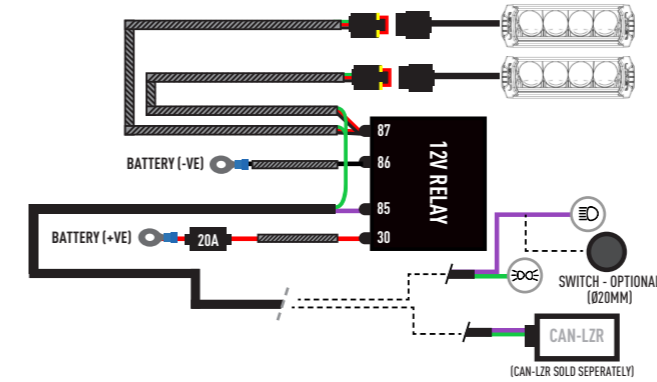 87
BATTERY (-VE)
86
12V RELAY
85
BATTERY (+VE)
20A
30
SWITCH - OPTIONAL
(Ø20MM)
CAN-LZR
(CAN-LZR SOLD SEPERATELY)